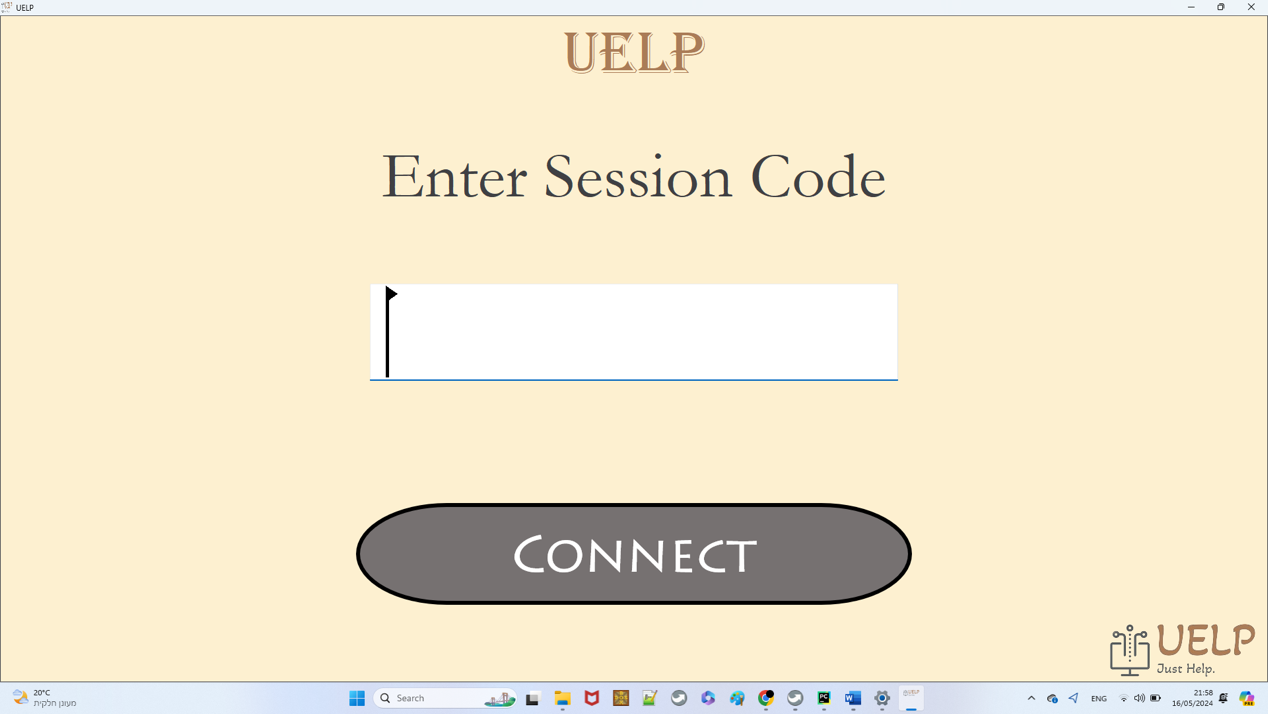 UELP
UELP
Enter Session Code
CONNECT
UELP
Just Help.
20°C
מעונן חלקית
Search
ENG
21:58
16/05/2024
PRE